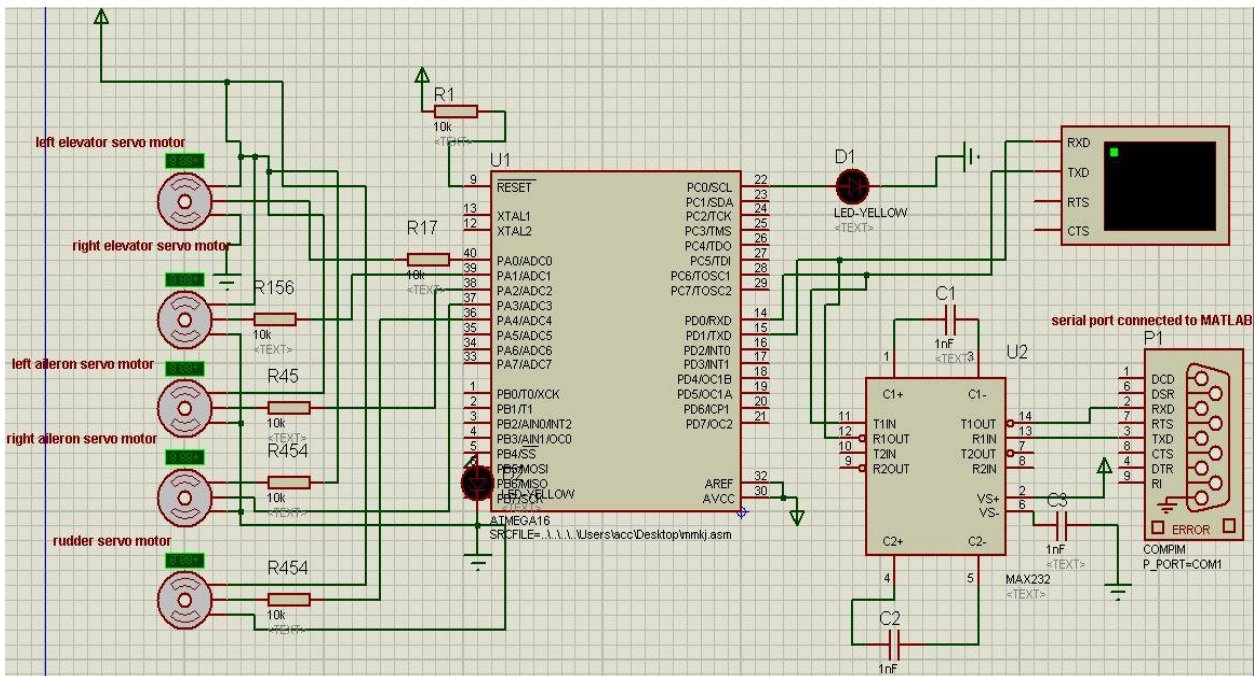 left elevator servo motor
right elevator servo motor
left aileron servo motor
right aileron servo motor
rudder servo motor
R1
10k
<TEXT>
R17
10k
<TEXT>
R156
10k
<TEXT>
R45
10k
<TEXT>
R454
10k
<TEXT>
R454
10k
<TEXT>
U1
9 RESET
13 XTAL1
12 XTAL2
40 PA0/ADC0
39 PA1/ADC1
38 PA2/ADC2
37 PA3/ADC3
36 PA4/ADC4
35 PA5/ADC5
34 PA6/ADC6
33 PA7/ADC7
1 PB0/T0/XCK
2 PB1/T1
3 PB2/AIN0/INT2
4 PB3/AIN1/OC0
5 PB4/SS
PB5/MOSI
PB6/MISO
PB7/SCK
PC0/SCL 22
PC1/SDA 23
PC2/TCK 24
PC3/TMS 25
PC4/TDO 26
PC5/TDI 27
PC6/TOSC1 28
PC7/TOSC2 29
PD0/RXD 14
PD1/TXD 15
PD2/INT0 16
PD3/INT1 17
PD4/OC1B 18
PD5/OC1A 19
PD6/ICP1 20
PD7/OC2 21
AREF 32
AVCC 30
ATMEGA16
SRCFILE=..\..\..\..\Users\acc\Desktop\mmkj.asm
LED-YELLOW
<TEXT>
D1
LED-YELLOW
<TEXT>
RXD
TXD
RTS
CTS
C1
1nF
<TEXT>
U2
1 C1+
3 C1-
11 T1IN
12 R1OUT
10 T2IN
9 R2OUT
T1OUT 14
R1IN 13
T2OUT 7
R2IN 8
VS+ 2
VS- 6
C2+ 4
C2- 5
MAX232
<TEXT>
C2
1nF
C3
1nF
<TEXT>
serial port connected to MATLAB
P1
1 DCD
6 DSR
2 RXD
7 RTS
3 TXD
8 CTS
4 DTR
9 RI
ERROR
COMPIM
P_PORT=COM1